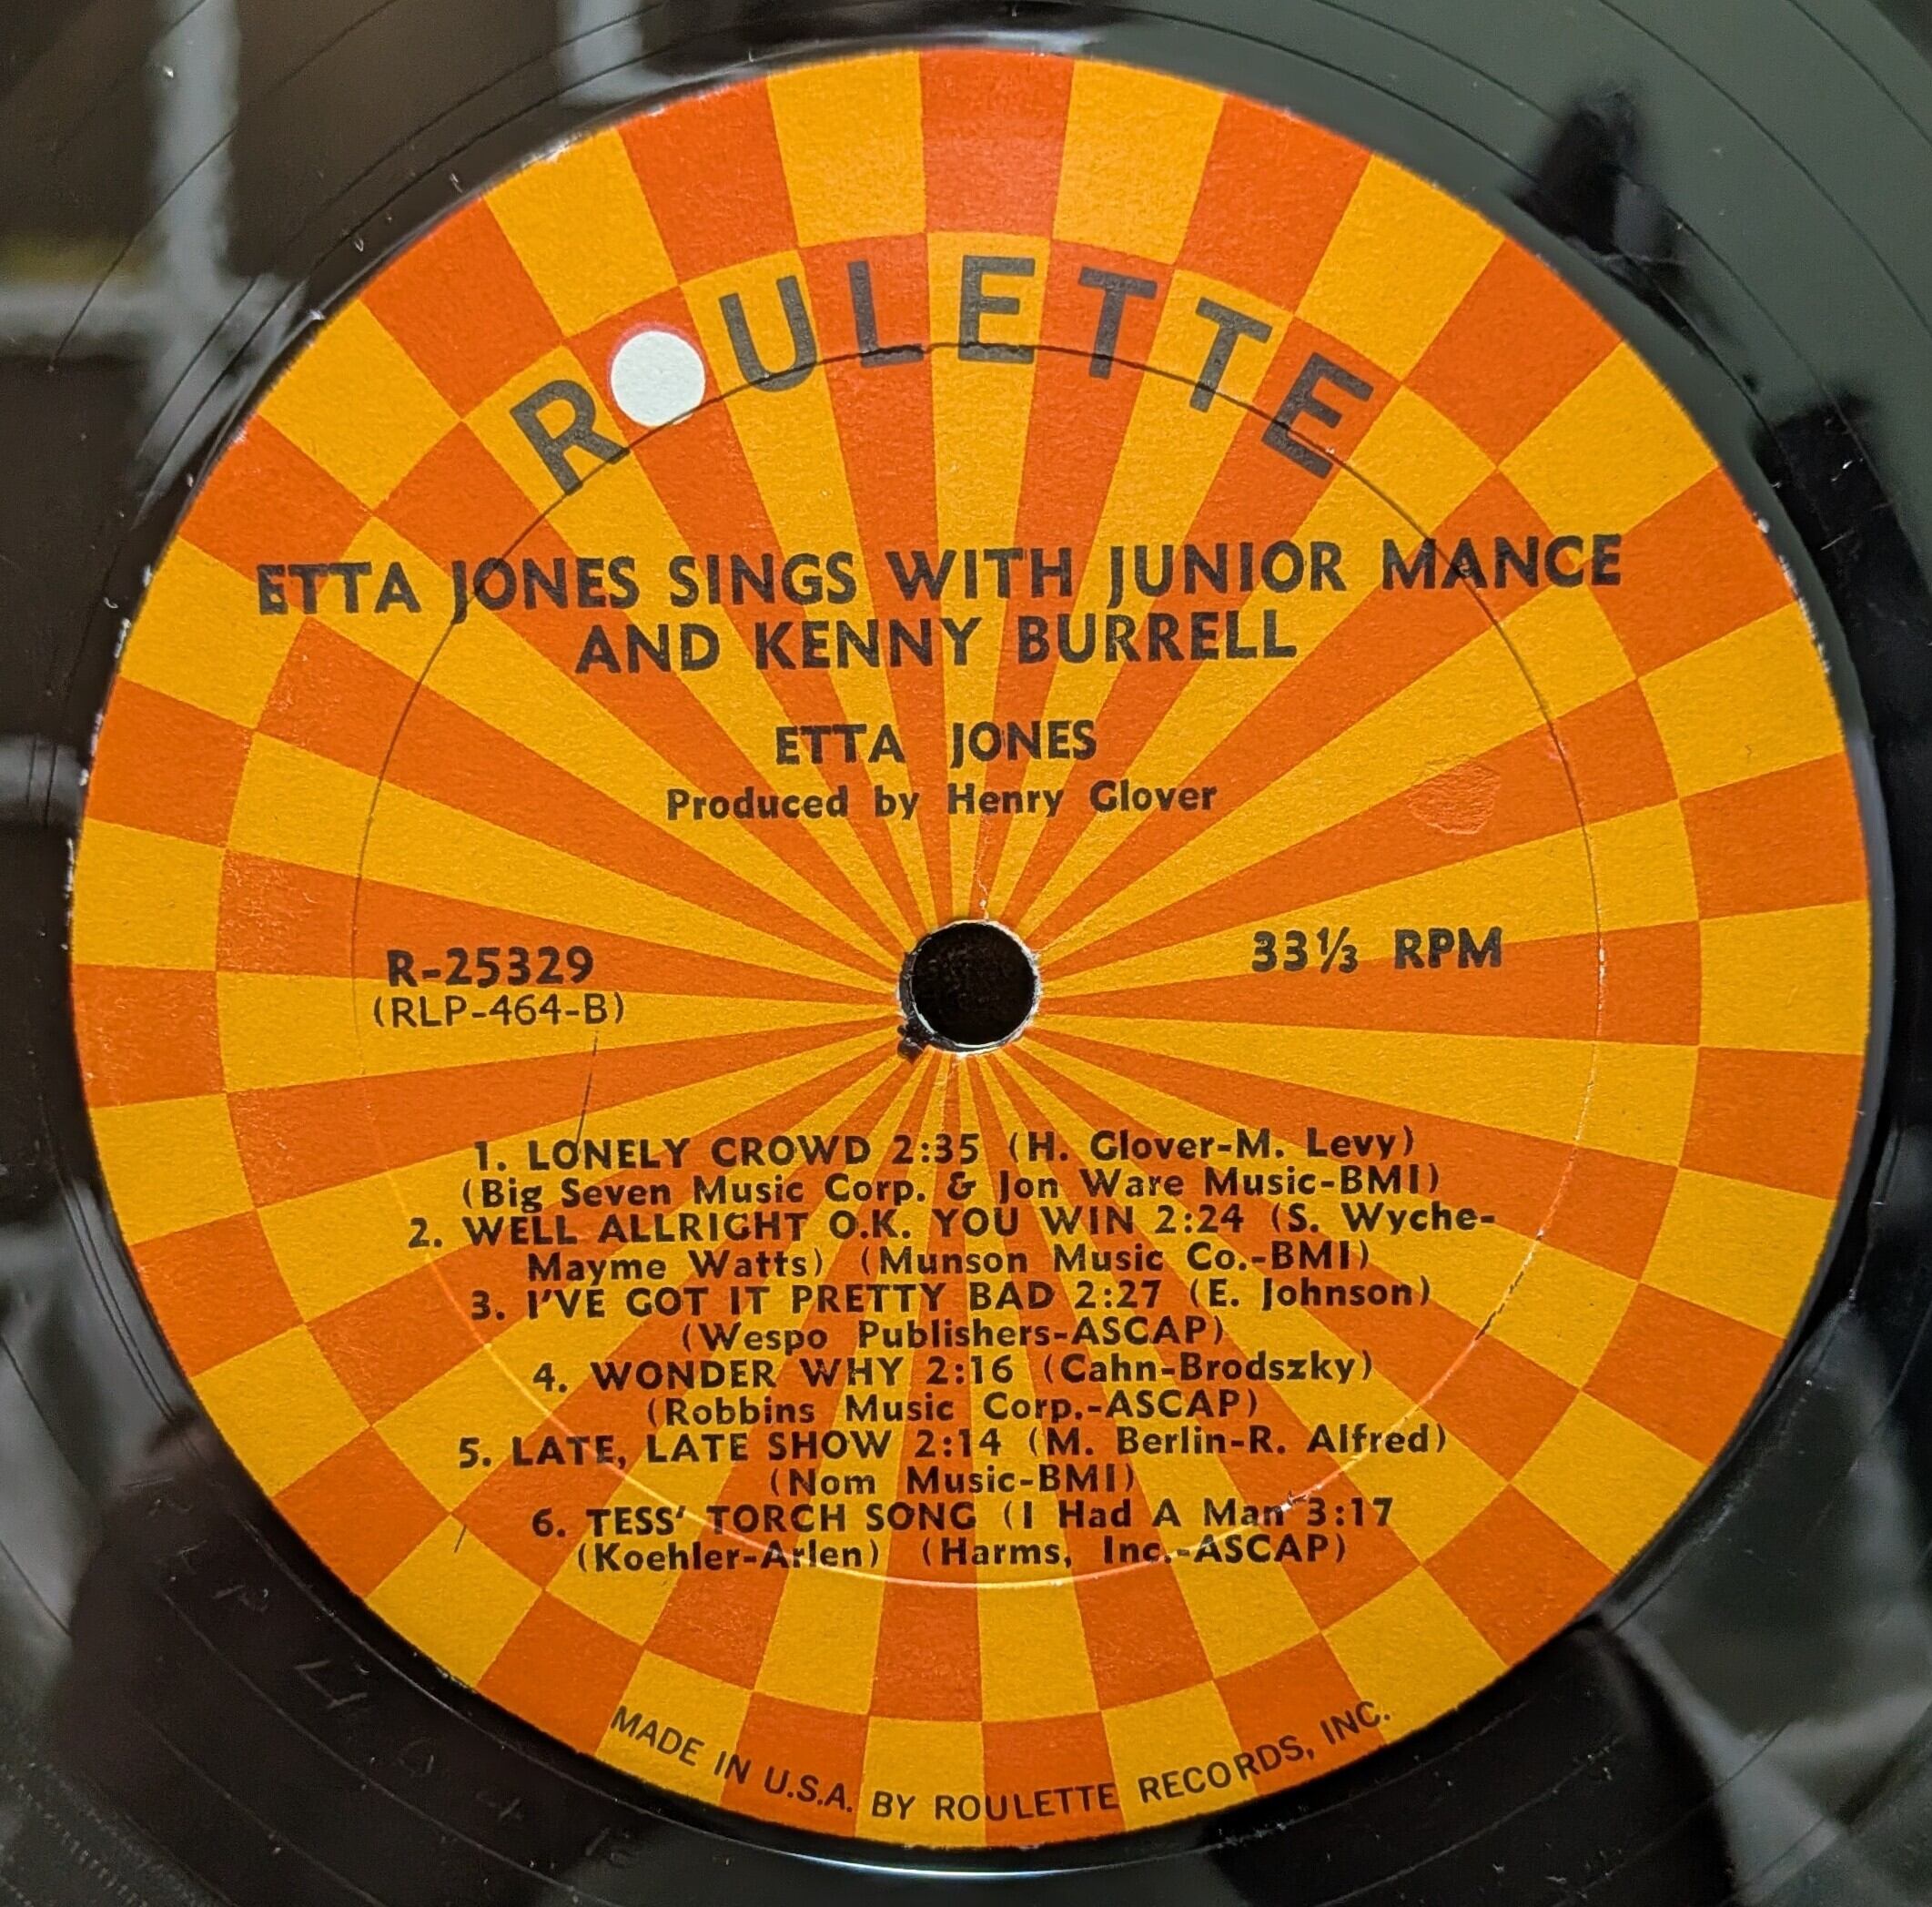 ROULETTE
ETTA JONES SINGS WITH JUNIOR MANCE
AND KENNY BURRELL
ETTA JONES
Produced by Henry Glover
R-25329
(RLP-464-B)
33⅓ RPM
1. LONELY CROWD 2:35 (H. Glover-M. Levy)
(Big Seven Music Corp. & Jon Ware Music-BMI)
2. WELL ALLRIGHT O.K. YOU WIN 2:24 (S. Wyche-
Mayme Watts) (Munson Music Co.-BMI)
3. I'VE GOT IT PRETTY BAD 2:27 (E. Johnson)
(Wespo Publishers-ASCAP)
4. WONDER WHY 2:16 (Cahn-Brodszky)
(Robbins Music Corp.-ASCAP)
5. LATE, LATE SHOW 2:14 (M. Berlin-R. Alfred)
(Nom Music-BMI)
6. TESS' TORCH SONG (I Had A Man 3:17
(Koehler-Arlen) (Harms, Inc.-ASCAP)
MADE IN U.S.A. BY ROULETTE RECORDS, INC.